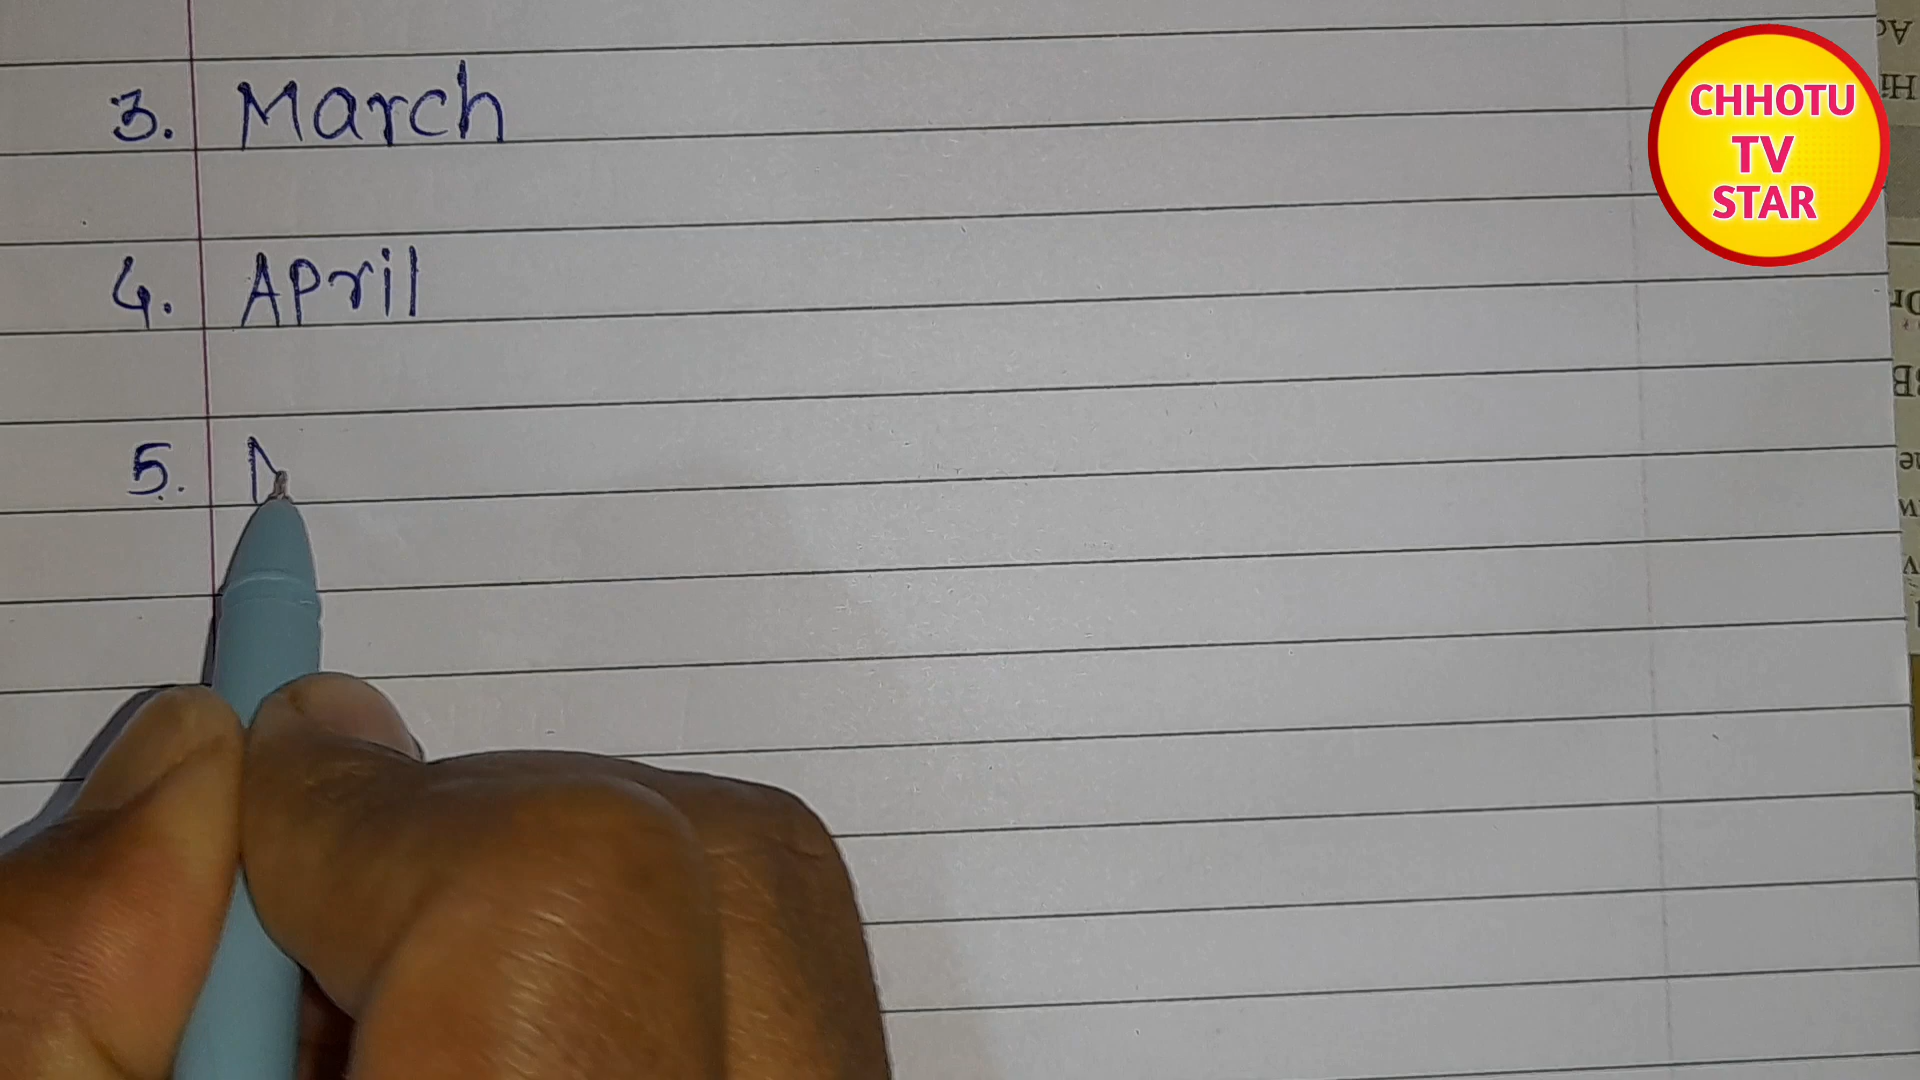 3. March
4. April
5.
CHHOTU
TV
STAR